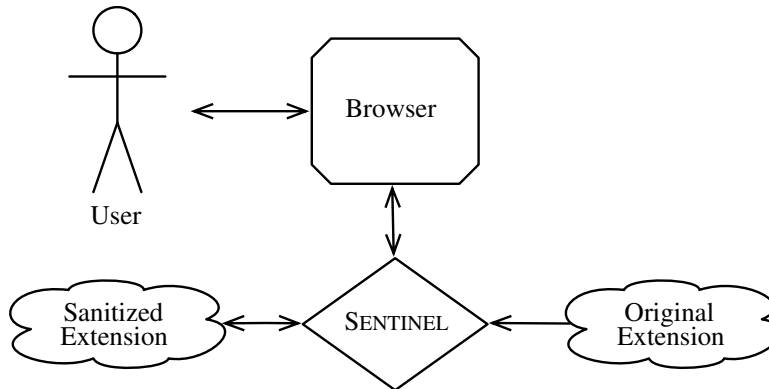 Browser
User
Sanitized
Extension
SENTINEL
Original
Extension